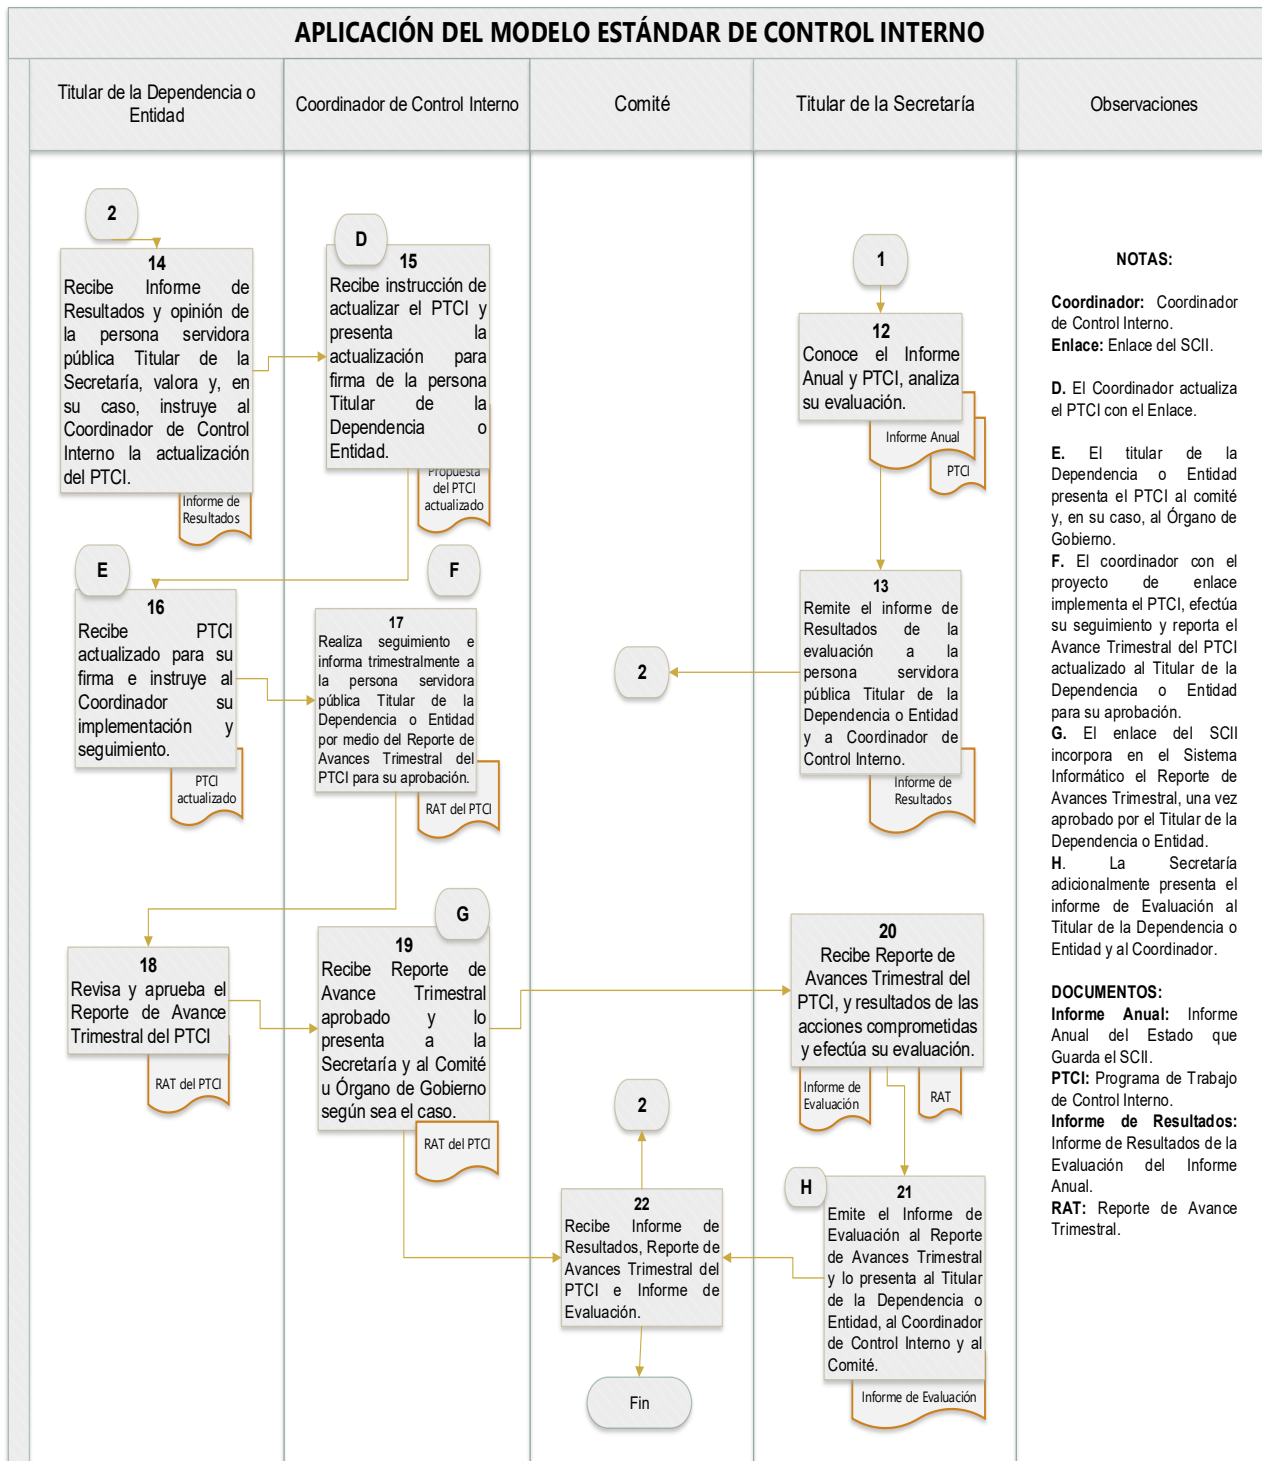 APLICACIÓN DEL MODELO ESTÁNDAR DE CONTROL INTERNO
Titular de la Dependencia o
Entidad
Coordinador de Control Interno
Comité
Titular de la Secretaría
Observaciones
2
14
Recibe Informe de
Resultados y opinión de
la persona servidora
pública Titular de la
Secretaría, valora y, en
su caso, instruye al
Coordinador de Control
Interno la actualización
del PTCI.
Informe de
Resultados
D
15
Recibe instrucción de
actualizar el PTCI y
presenta la
actualización para
firma de la persona
Titular de la
Dependencia o
Entidad.
Propuesta
del PTCI
actualizado
1
12
Conoce el Informe
Anual y PTCI, analiza
su evaluación.
Informe Anual
PTCI
E
16
Recibe PTCI
actualizado para su
firma e instruye al
Coordinador su
implementación y
seguimiento.
PTCI
actualizado
F
17
Realiza seguimiento e
informa trimestralmente a
la persona servidora
pública Titular de la
Dependencia o Entidad
por medio del Reporte de
Avances Trimestral del
PTCI para su aprobación.
RAT del PTCI
2
13
Remite el informe de
Resultados de la
evaluación a la
persona servidora
pública Titular de la
Dependencia o Entidad
y a Coordinador de
Control Interno.
Informe de
Resultados
18
Revisa y aprueba el
Reporte de Avance
Trimestral del PTCI
RAT del PTCI
G
19
Recibe Reporte de
Avance Trimestral
aprobado y lo
presenta a la
Secretaría y al Comité
u Órgano de Gobierno
según sea el caso.
RAT del PTCI
20
Recibe Reporte de
Avances Trimestral del
PTCI, y resultados de las
acciones comprometidas
y efectúa su evaluación.
Informe de
Evaluación
RAT
2
22
Recibe Informe de
Resultados, Reporte de
Avances Trimestral del
PTCI e Informe de
Evaluación.
Fin
H
21
Emite el Informe de
Evaluación al Reporte
de Avances Trimestral
y lo presenta al Titular
de la Dependencia o
Entidad, al Coordinador
de Control Interno y al
Comité.
Informe de Evaluación
NOTAS:
Coordinador: Coordinador
de Control Interno.
Enlace: Enlace del SCII.
D. El Coordinador actualiza
el PTCI con el Enlace.
E. El titular de la
Dependencia o Entidad
presenta el PTCI al comité
y, en su caso, al Órgano de
Gobierno.
F. El coordinador con el
proyecto de enlace
implementa el PTCI, efectúa
su seguimiento y reporta el
Avance Trimestral del PTCI
actualizado al Titular de la
Dependencia o Entidad
para su aprobación.
G. El enlace del SCII
incorpora en el Sistema
Informático el Reporte de
Avances Trimestral, una vez
aprobado por el Titular de la
Dependencia o Entidad.
H. La Secretaría
adicionalmente presenta el
informe de Evaluación al
Titular de la Dependencia o
Entidad y al Coordinador.
DOCUMENTOS:
Informe Anual: Informe
Anual del Estado que
Guarda el SCII.
PTCI: Programa de Trabajo
de Control Interno.
Informe de Resultados:
Informe de Resultados de la
Evaluación del Informe
Anual.
RAT: Reporte de Avance
Trimestral.